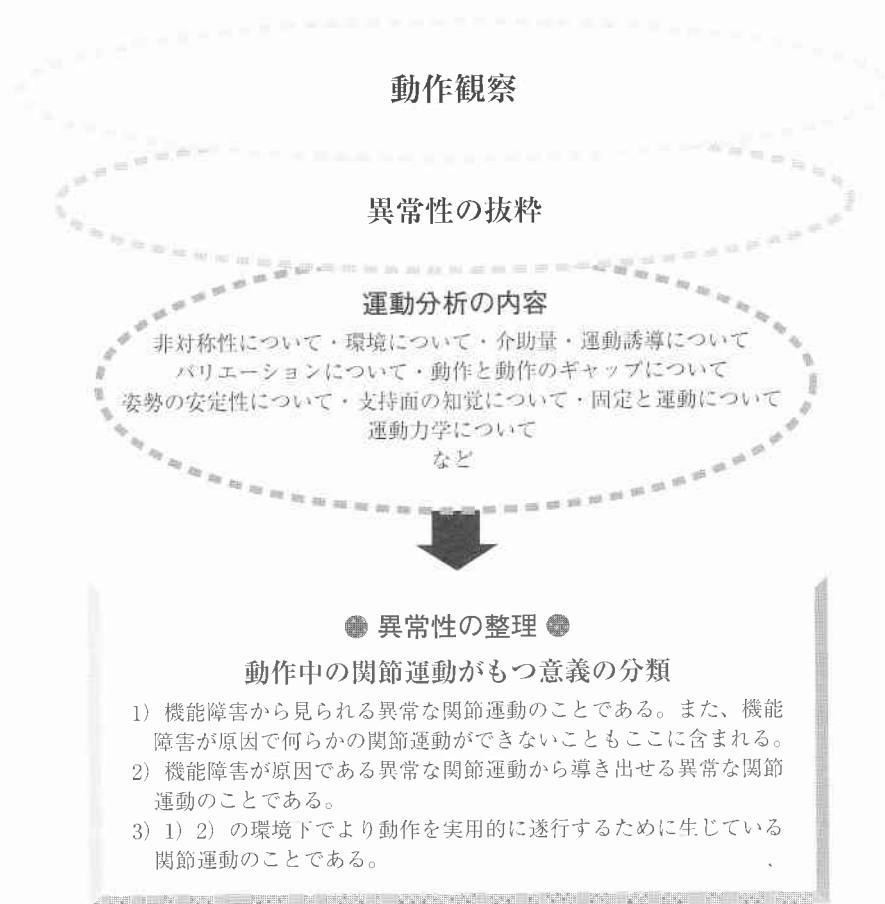 動作観察
異常性の抜粋
運動分析の内容
非対称性について・環境について・介助量・運動誘導について
バリエーションについて・動作と動作のギャップについて
姿勢の安定性について・支持面の知覚について・固定と運動について
運動力学について
など
● 異常性の整理 ●
動作中の関節運動がもつ意義の分類
1）機能障害から見られる異常な関節運動のことである。また、機能
障害が原因で何らかの関節運動ができないこともここに含まれる。
2）機能障害が原因である異常な関節運動から導き出せる異常な関節
運動のことである。
3）1）2）の環境下でより動作を実用的に遂行するために生じている
関節運動のことである。